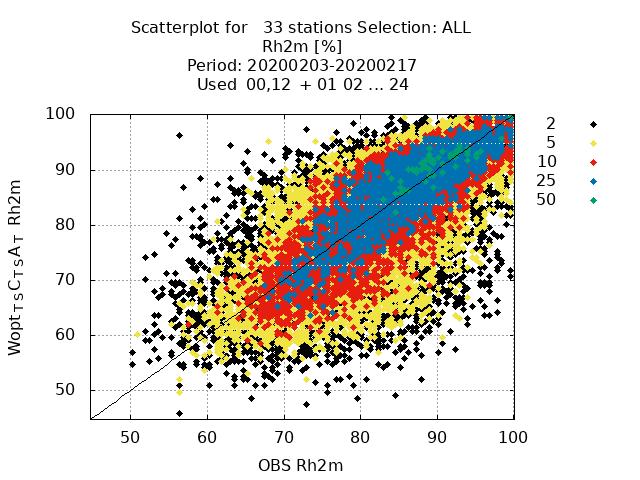 Scatterplot for 33 stations Selection: ALL
Rh2m [%]
Period: 20200203-20200217
Used 00,12 + 01 02 ... 24
100
90
80
70
60
50
50 60 70 80 90 100
OBS Rh2m
Wopt_T_SC_T_SA_T Rh2m
2
5
10
25
50